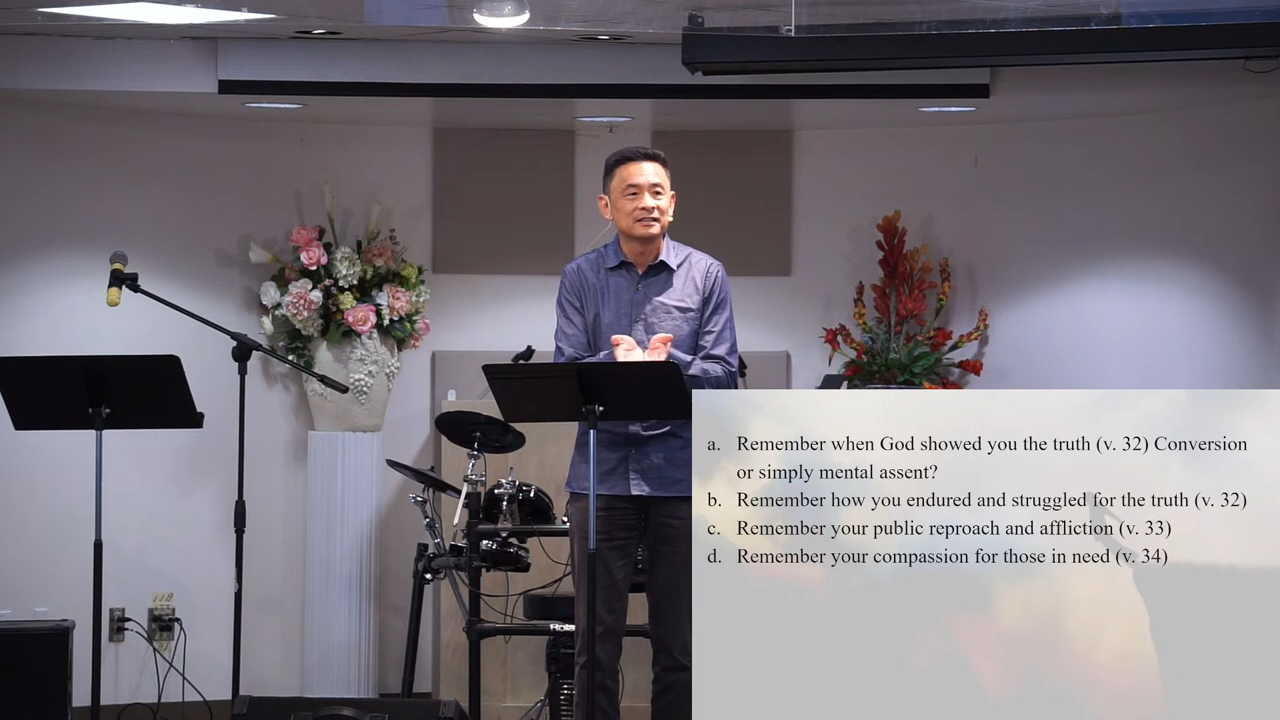 a. Remember when God showed you the truth (v. 32) Conversion
or simply mental assent?
b. Remember how you endured and struggled for the truth (v. 32)
c. Remember your public reproach and affliction (v. 33)
d. Remember your compassion for those in need (v. 34)